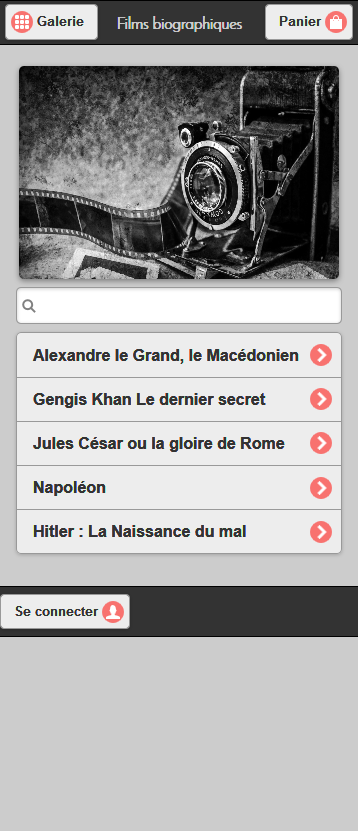 Galerie
Films biographiques
Panier
Alexandre le Grand, le Macédonien
Gengis Khan Le dernier secret
Jules César ou la gloire de Rome
Napoléon
Hitler : La Naissance du mal
Se connecter